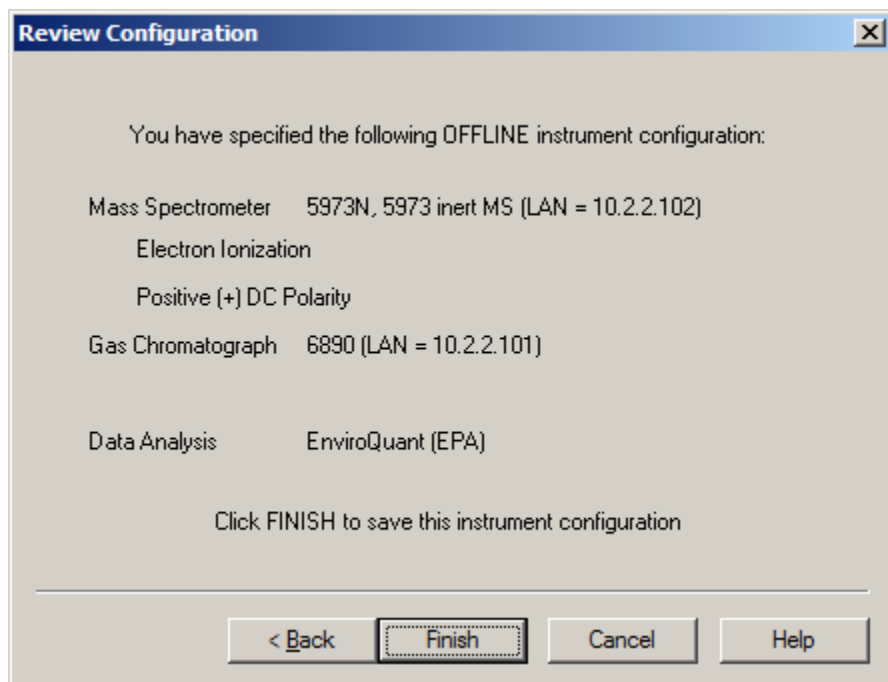 Review Configuration
You have specified the following OFFLINE instrument configuration:
Mass Spectrometer 5973N, 5973 inert MS (LAN = 10.2.2.102)
Electron Ionization
Positive (+) DC Polarity
Gas Chromatograph 6890 (LAN = 10.2.2.101)
Data Analysis EnviroQuant (EPA)
Click FINISH to save this instrument configuration
< Back Finish Cancel Help